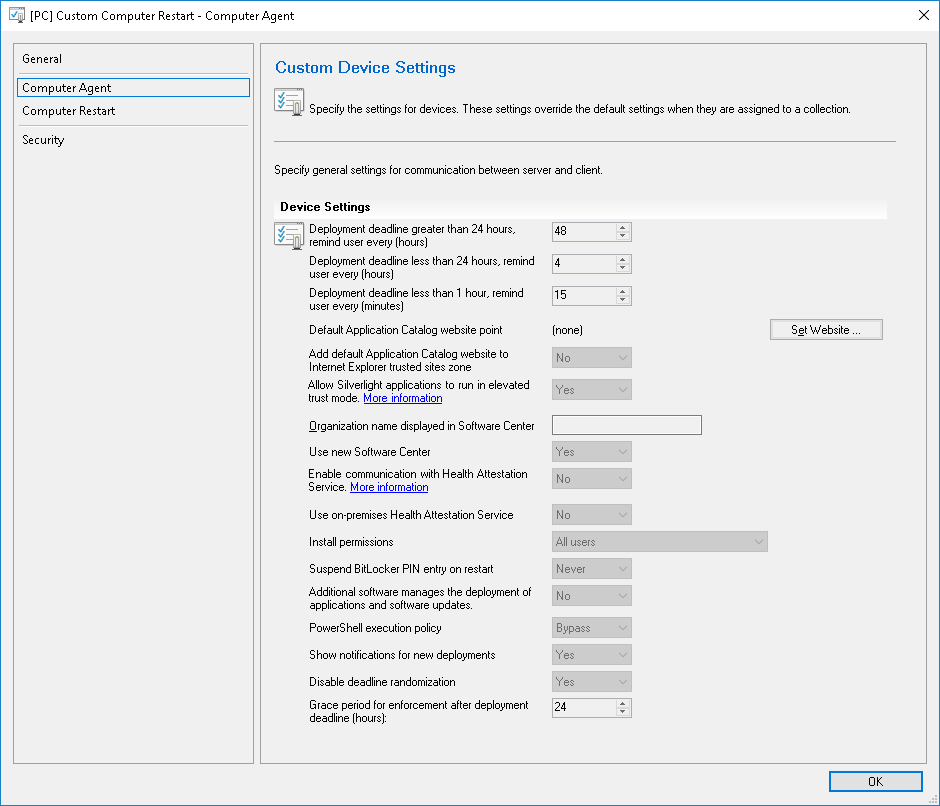 [PC] Custom Computer Restart - Computer Agent
General
Computer Agent
Computer Restart
Security
Custom Device Settings
Specify the settings for devices. These settings override the default settings when they are assigned to a collection.
Specify general settings for communication between server and client.
Device Settings
Deployment deadline greater than 24 hours,
remind user every (hours)
48
Deployment deadline less than 24 hours, remind
user every (hours)
4
Deployment deadline less than 1 hour, remind
user every (minutes)
15
Default Application Catalog website point
(none)
Set Website ...
Add default Application Catalog website to
Internet Explorer trusted sites zone
No
Allow Silverlight applications to run in elevated
trust mode. More information
Yes
Organization name displayed in Software Center
Use new Software Center
Yes
Enable communication with Health Attestation
Service. More information
No
Use on-premises Health Attestation Service
No
Install permissions
All users
Suspend BitLocker PIN entry on restart
Never
Additional software manages the deployment of
applications and software updates.
No
PowerShell execution policy
Bypass
Show notifications for new deployments
Yes
Disable deadline randomization
Yes
Grace period for enforcement after deployment
deadline (hours):
24
OK